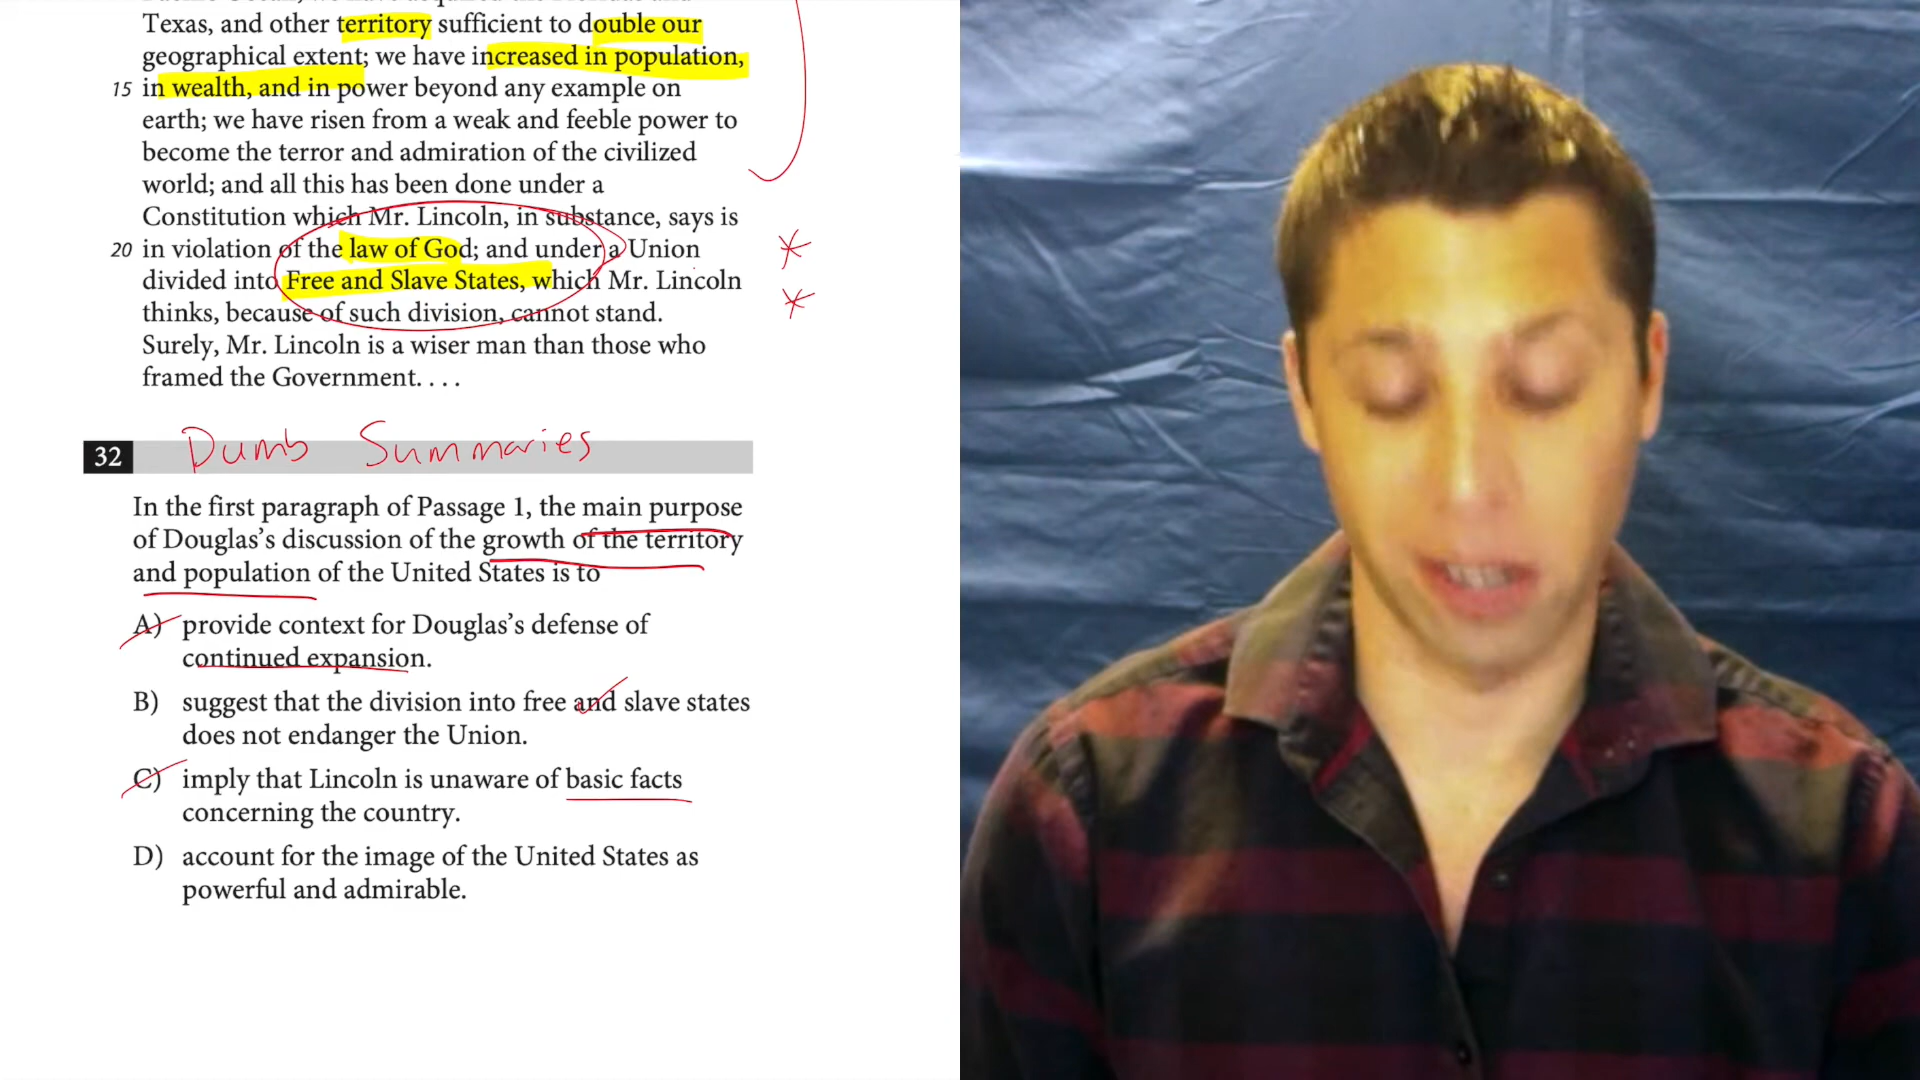 Texas, and other territory sufficient to double our
geographical extent; we have increased in population,
15 in wealth, and in power beyond any example on
earth; we have risen from a weak and feeble power to
become the terror and admiration of the civilized
world; and all this has been done under a
Constitution which Mr. Lincoln, in substance, says is
20 in violation of the law of God; and under a Union
divided into Free and Slave States, which Mr. Lincoln
thinks, because of such division, cannot stand.
Surely, Mr. Lincoln is a wiser man than those who
framed the Government. . . .
Dumb Summaries
32
In the first paragraph of Passage 1, the main purpose
of Douglas’s discussion of the growth of the territory
and population of the United States is to
A) provide context for Douglas’s defense of
continued expansion.
B) suggest that the division into free and slave states
does not endanger the Union.
C) imply that Lincoln is unaware of basic facts
concerning the country.
D) account for the image of the United States as
powerful and admirable.